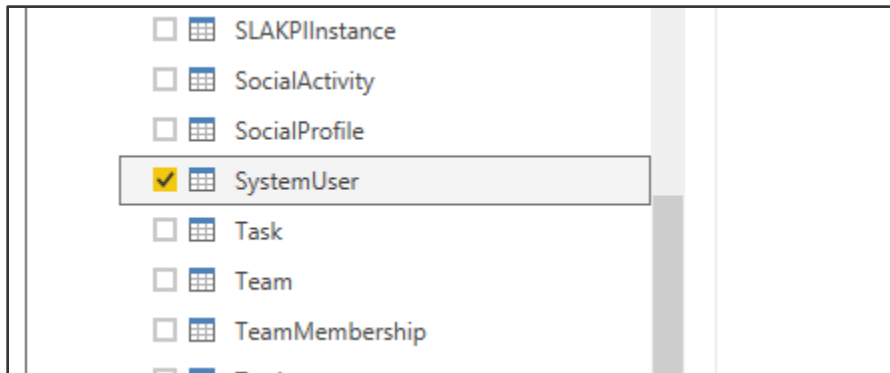 SLAKPIInstance
SocialActivity
SocialProfile
SystemUser
Task
Team
TeamMembership